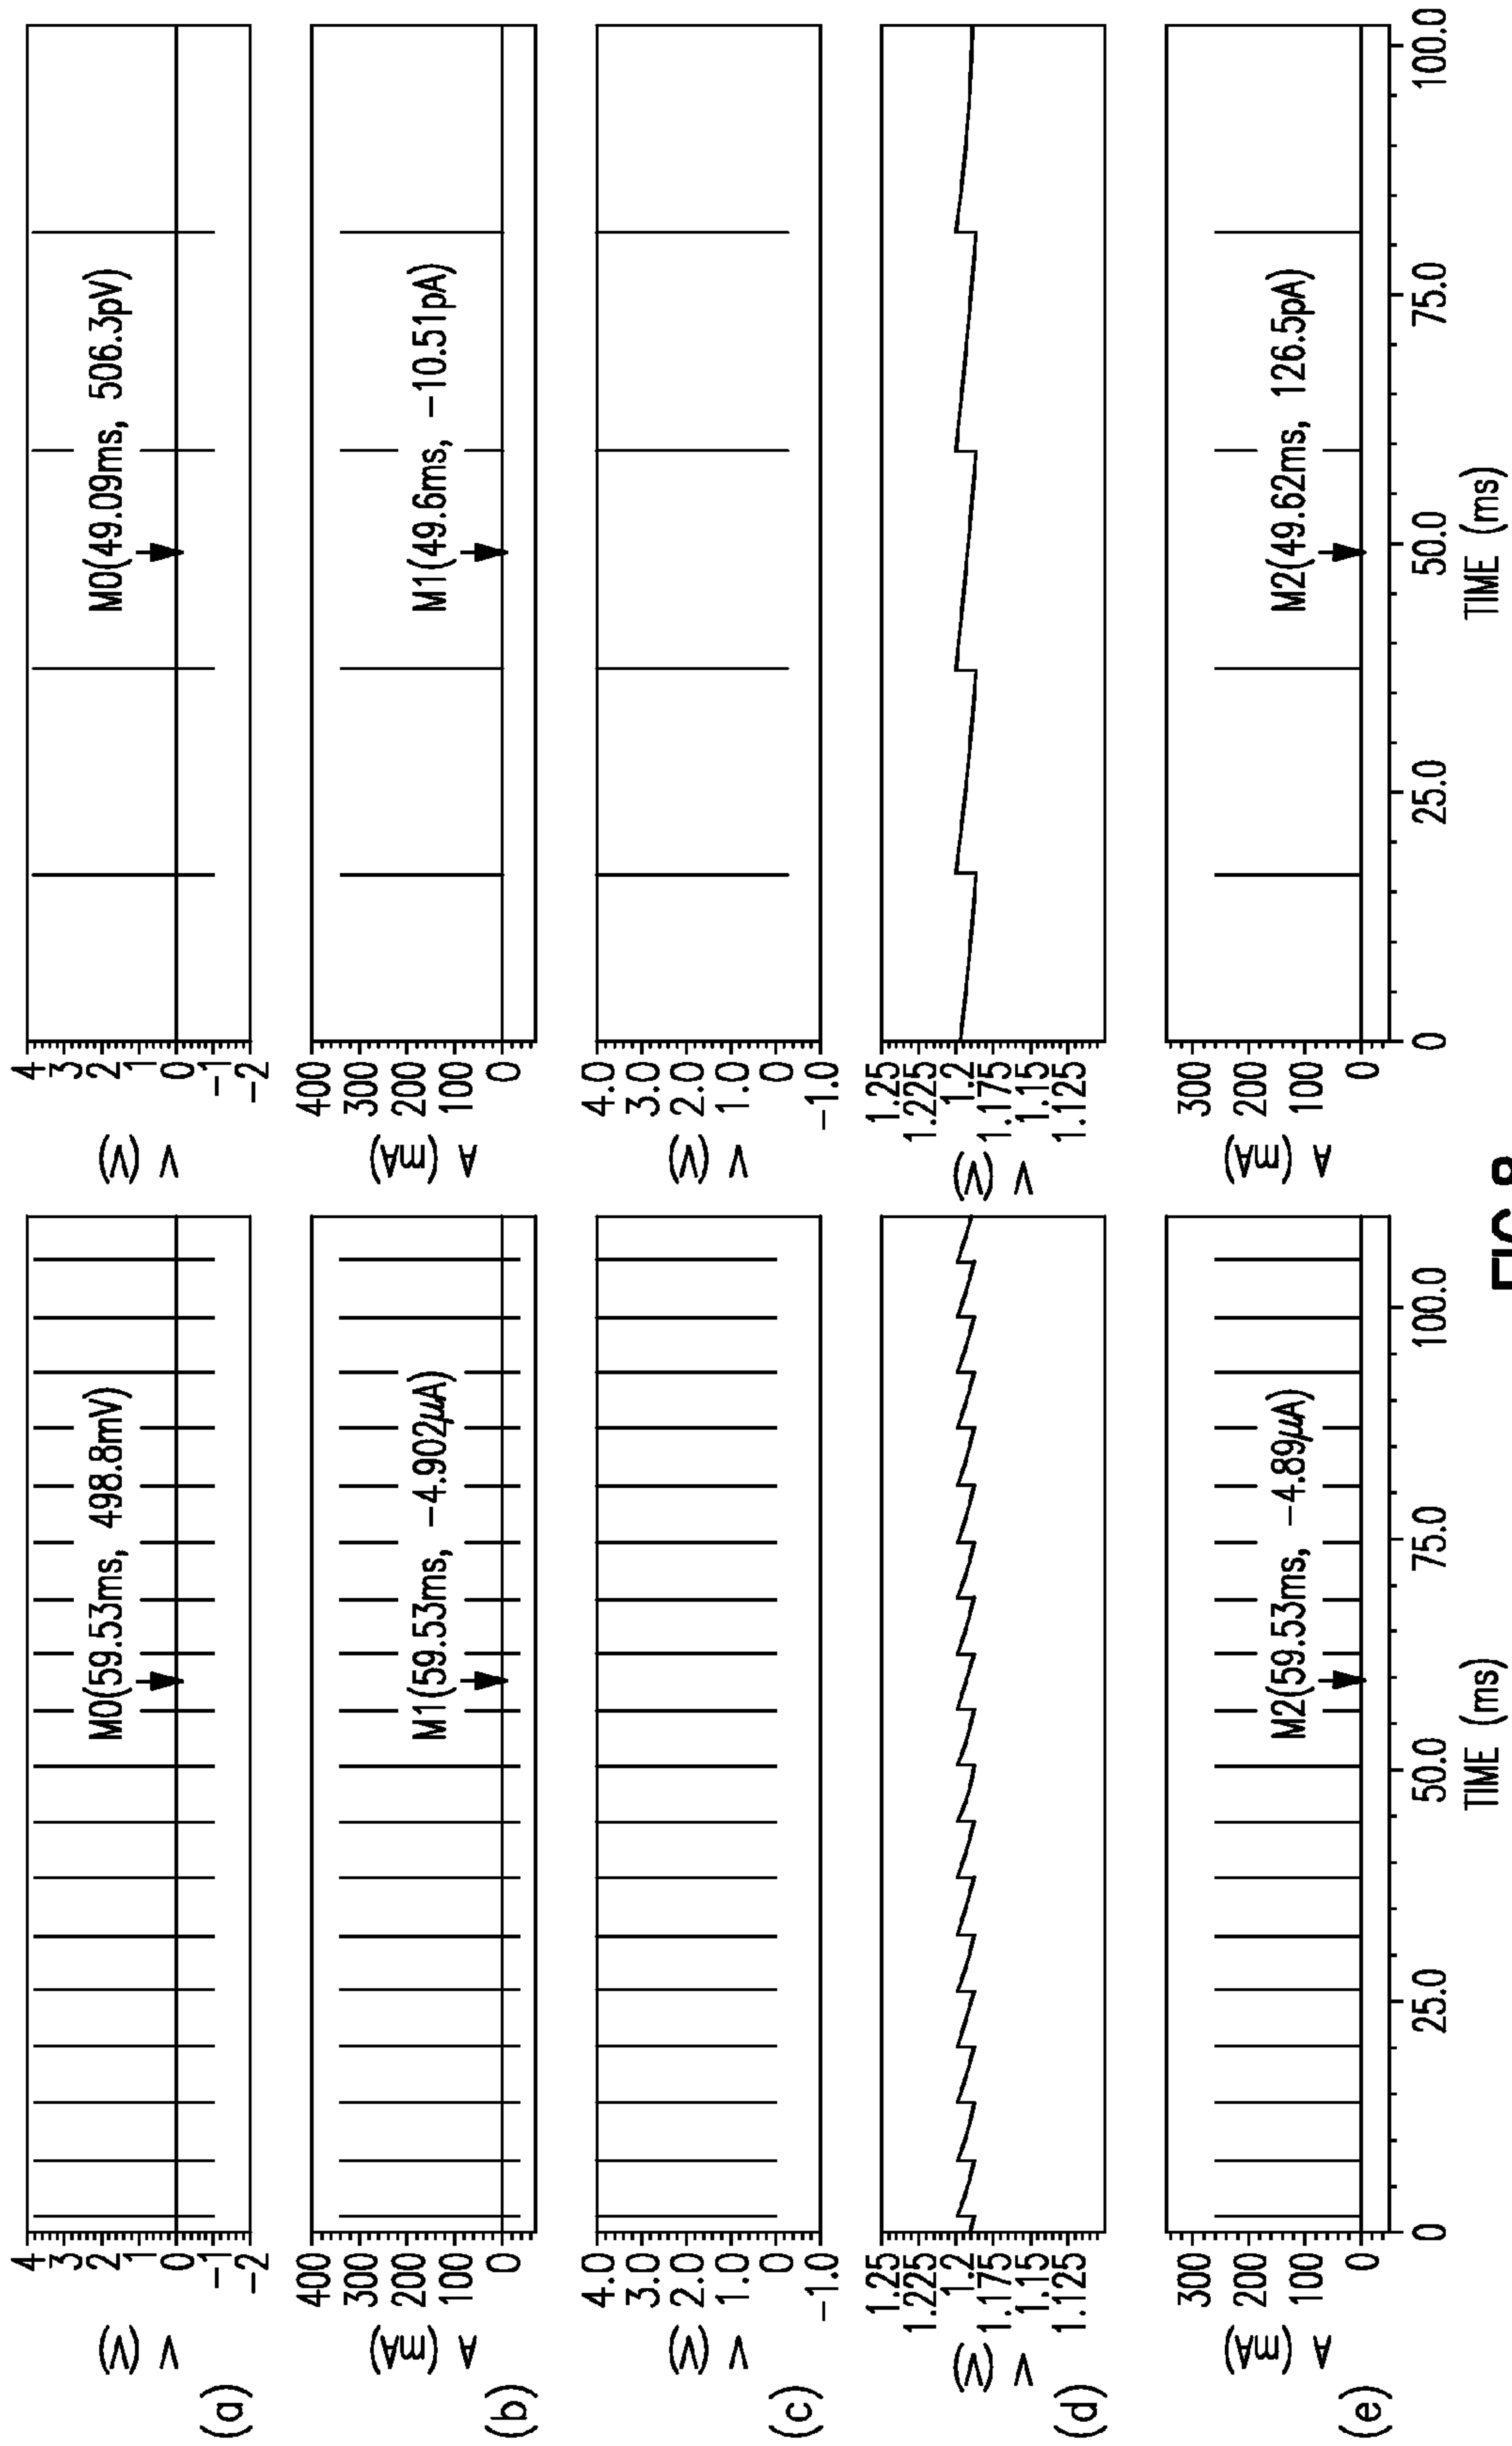 (a)
V (V)
4
3
2
1
0
-1
-2
M0(59.53ms, 498.8mV)
V (V)
4
3
2
1
0
-1
-2
M0(49.09ms, 506.3pV)
(b)
A (mA)
400
300
200
100
0
M1(59.53ms, -4.902µA)
A (mA)
400
300
200
100
0
M1(49.6ms, -10.51pA)
(c)
V (V)
4.0
3.0
2.0
1.0
.00
-1.0
V (V)
4.0
3.0
2.0
1.0
.00
-1.0
(d)
V (V)
1.25
1.225
1.2
1.175
1.15
1.125
V (V)
1.25
1.225
1.2
1.175
1.15
1.125
(e)
A (mA)
300
200
100
0
M2(59.53ms, -4.89µA)
A (mA)
300
200
100
0
M2(49.62ms, 126.5pA)
0 25.0 50.0 75.0 100.0
TIME (ms)
0 25.0 50.0 75.0 100.0
TIME (ms)
FIG.8